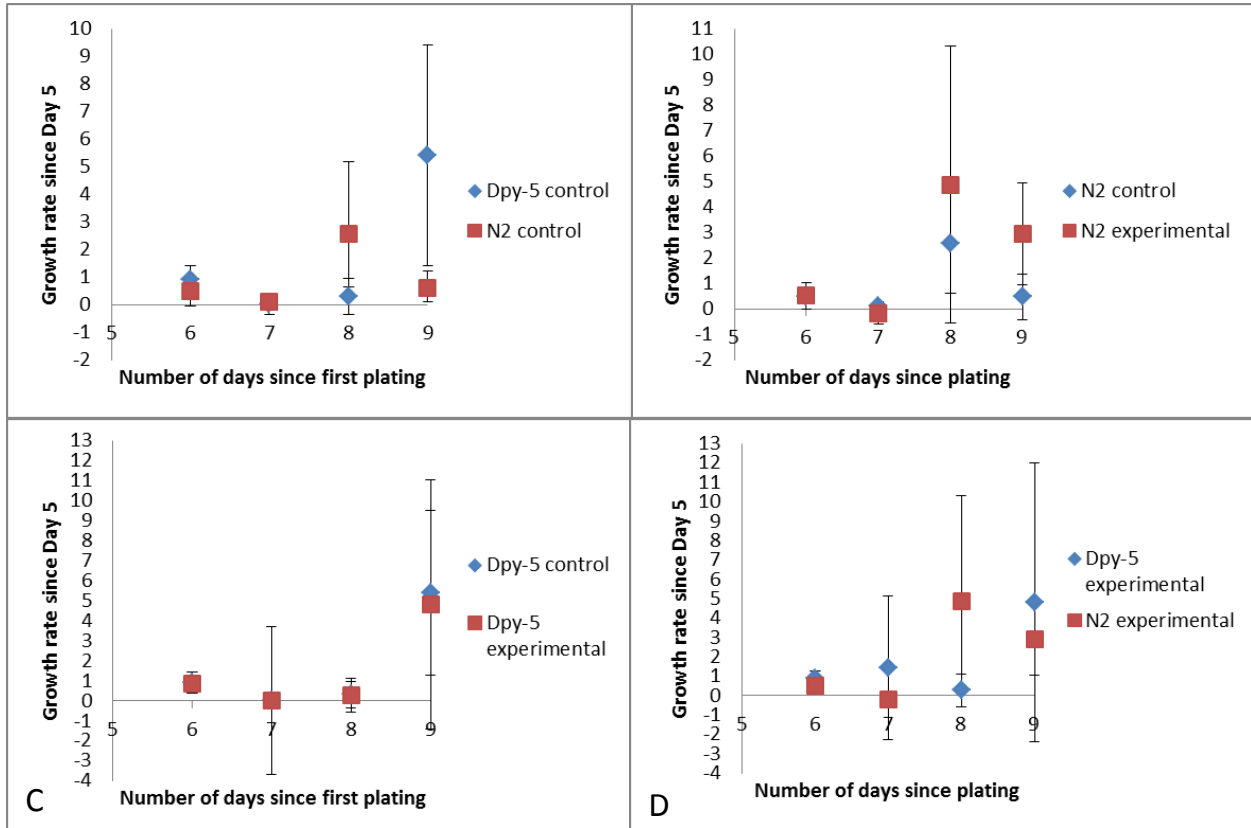 10
9
8
7
6
5
4
3
2
1
0
-1
-2
Growth rate since Day 5
5 6 7 8 9
Number of days since first plating
Dpy-5 control
N2 control
11
10
9
8
7
6
5
4
3
2
1
0
-1
-2
Growth rate since Day 5
5 6 7 8 9
Number of days since plating
N2 control
N2 experimental
13
12
11
10
9
8
7
6
5
4
3
2
1
0
-1
-2
-3
-4
Growth rate since Day 5
5 6 7 8 9
Number of days since first plating
Dpy-5 control
Dpy-5
experimental
C
13
12
11
10
9
8
7
6
5
4
3
2
1
0
-1
-2
-3
-4
Growth rate since Day 5
5 6 7 8 9
Number of days since plating
Dpy-5
experimental
N2 experimental
D